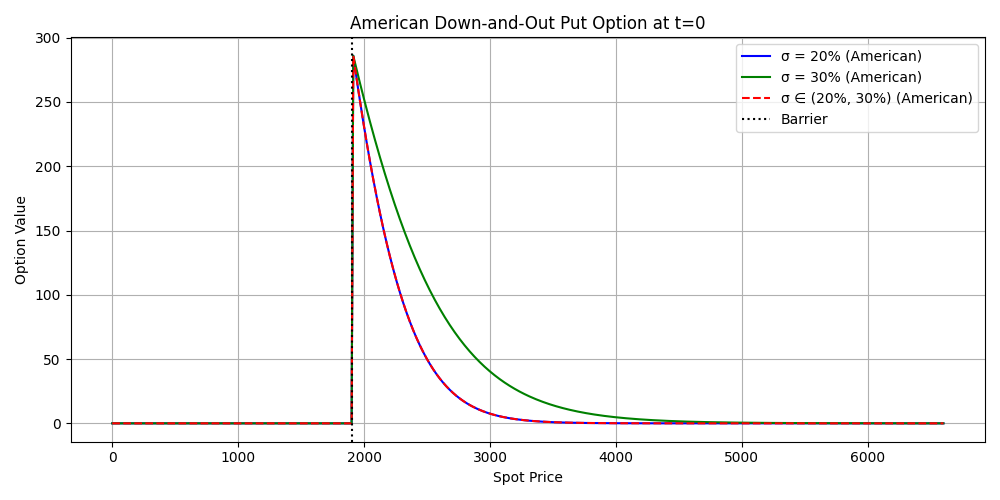 American Down-and-Out Put Option at t=0
σ = 20% (American)
σ = 30% (American)
σ ∈ (20%, 30%) (American)
Barrier
Option Value
300
250
200
150
100
50
0
0 1000 2000 3000 4000 5000 6000
Spot Price